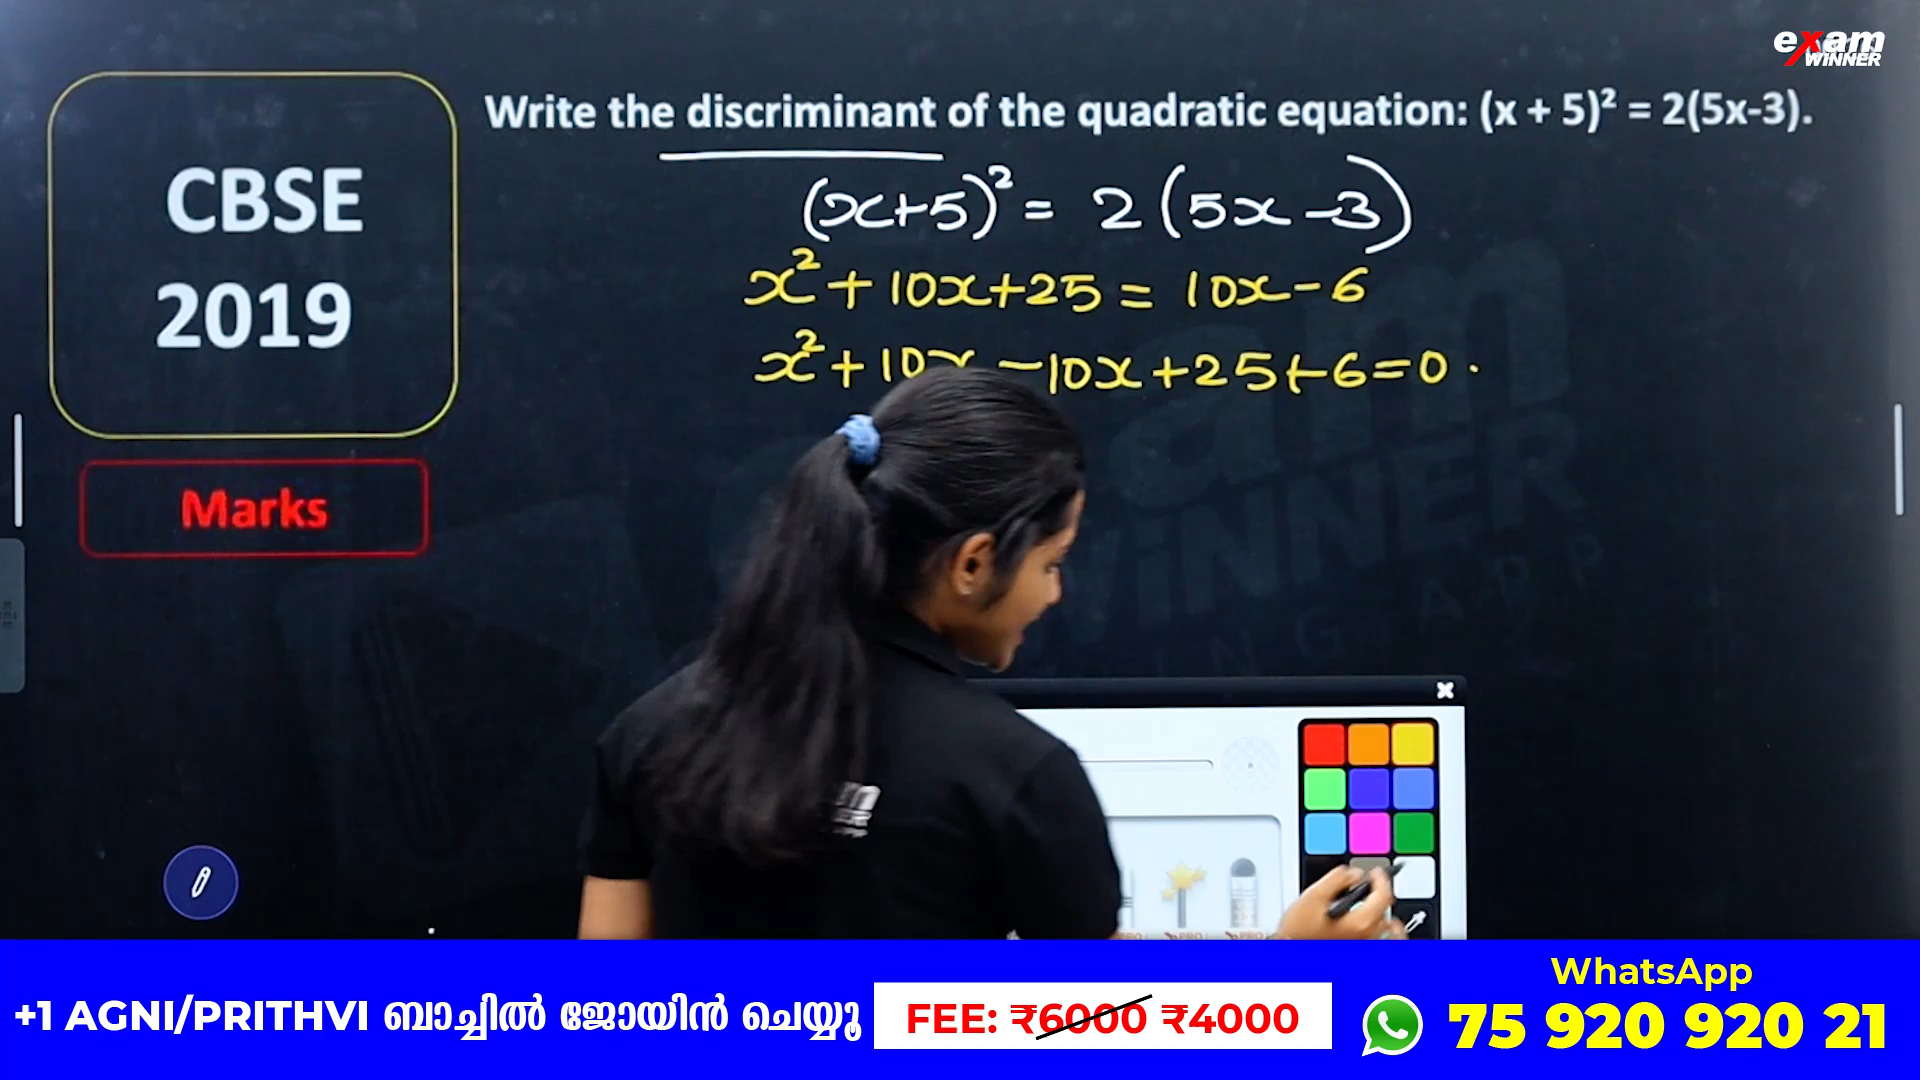 exam
WINNER
Write the discriminant of the quadratic equation: (x + 5)² = 2(5x-3).
CBSE
2019
Marks
(x+5)² = 2(5x-3)
x²+10x+25 = 10x-6
x²+10x-10x+25+6=0.
WhatsApp
+1 AGNI/PRITHVI ബാച്ചിൽ ജോയിൻ ചെയ്യൂ
FEE: ₹6000 ₹4000
75 920 920 21